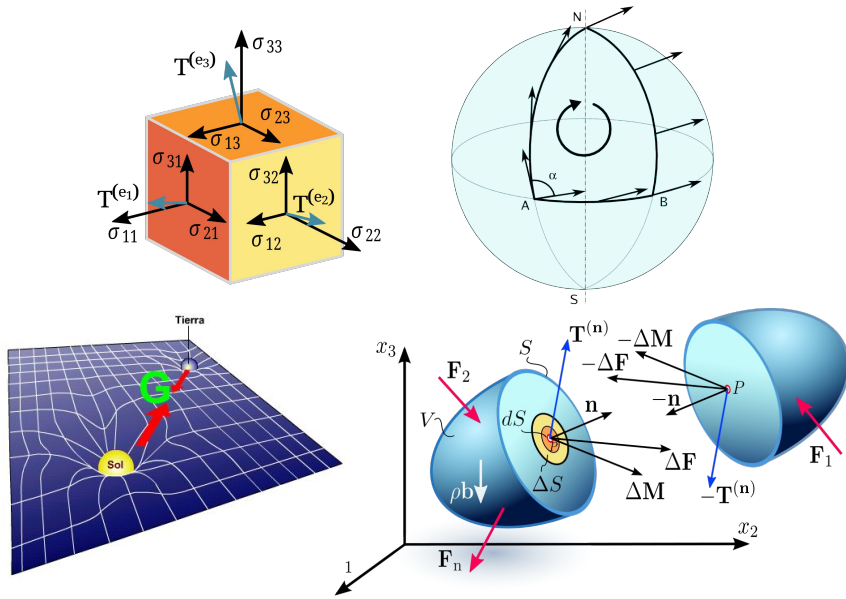 σ₃₃
T^(e₃)
σ₂₃
σ₁₃
σ₃₁
σ₃₂
T^(e₁)
T^(e₂)
σ₁₁
σ₂₁
σ₁₂
σ₂₂
N
α
A
B
S
Tierra
G
Sol
x₃
F₂
S
T^(n)
V
dS
n
ρb
ΔS
ΔF
ΔM
Fₙ
x₂
1
-ΔM
-ΔF
-n
P
F₁
-T^(n)